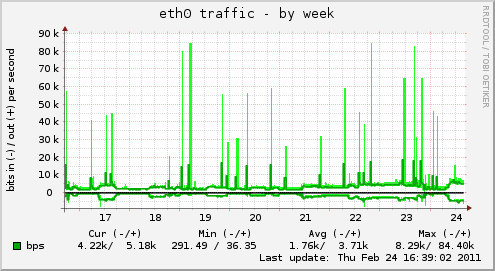 eth0 traffic - by week
RRDTOOL / TOBI OETIKER
bits in (-) / out (+) per second
90 k
80 k
70 k
60 k
50 k
40 k
30 k
20 k
10 k
0
17 18 19 20 21 22 23 24
Cur (-/+) Min (-/+) Avg (-/+) Max (-/+)
bps 4.22k/ 5.18k 291.49 / 36.35 1.76k/ 3.71k 8.29k/ 84.40k
Last update: Thu Feb 24 16:39:02 2011